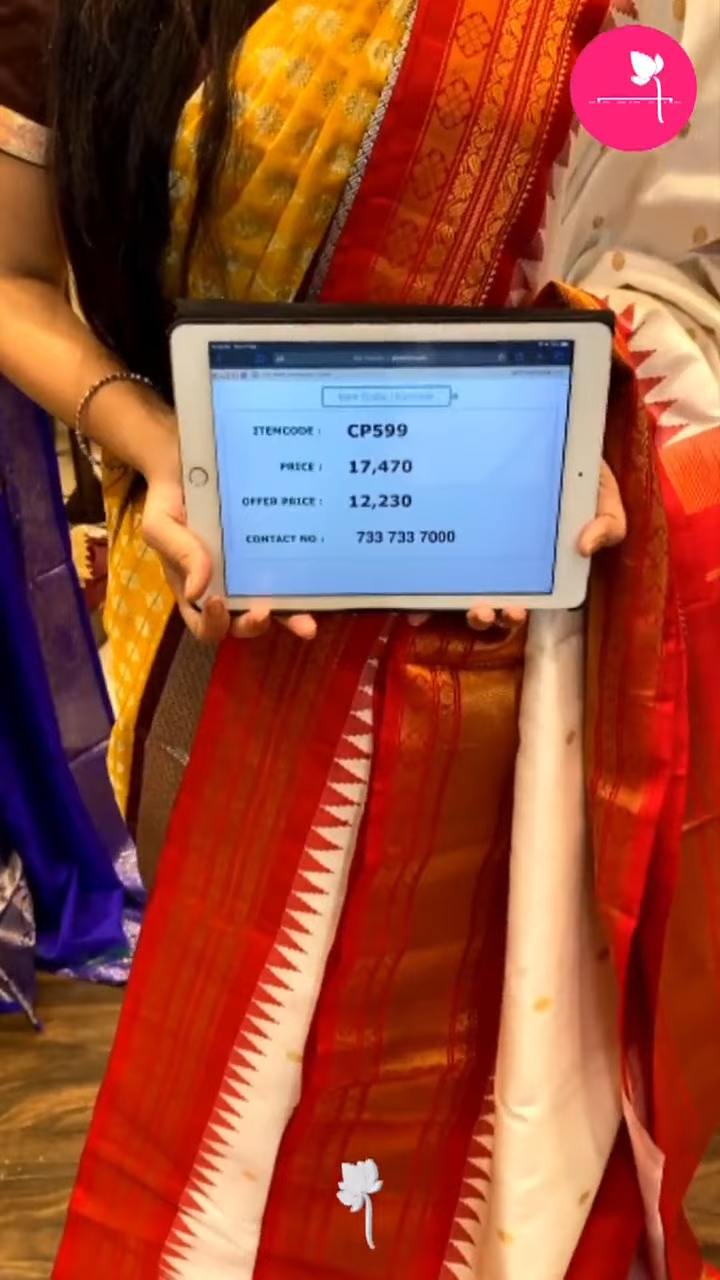 ITEMCODE : CP599
PRICE : 17,470
OFFER PRICE : 12,230
CONTACT NO : 733 733 7000